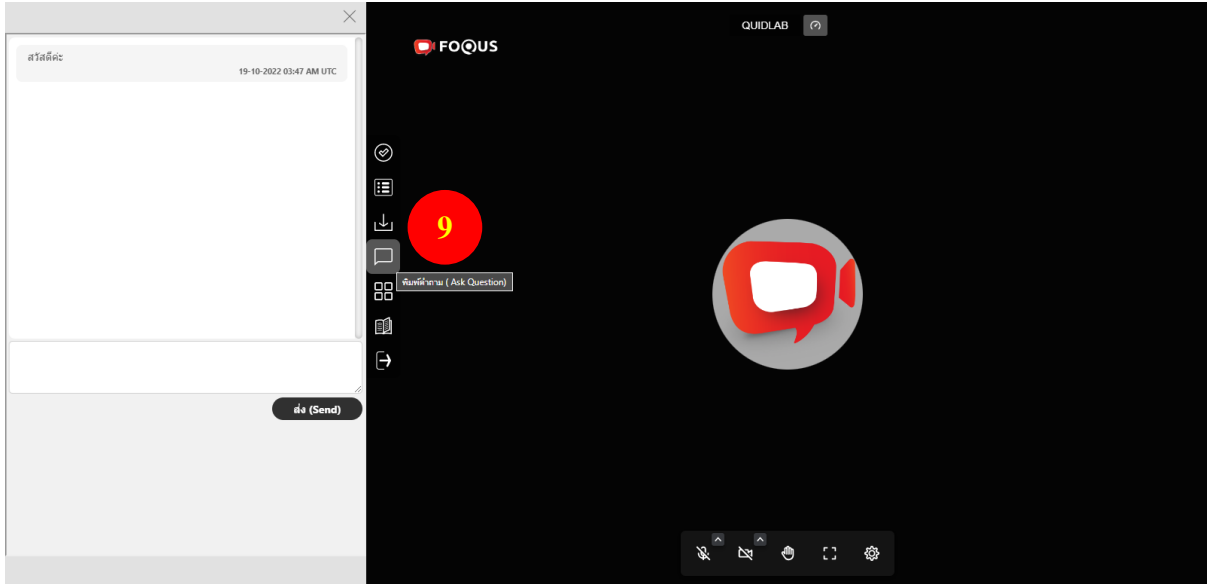 สวัสดีค่ะ
19-10-2022 03:47 AM UTC
ส่ง (Send)
QUIDLAB
FOQUS
9
พิมพ์คำถาม ( Ask Question)